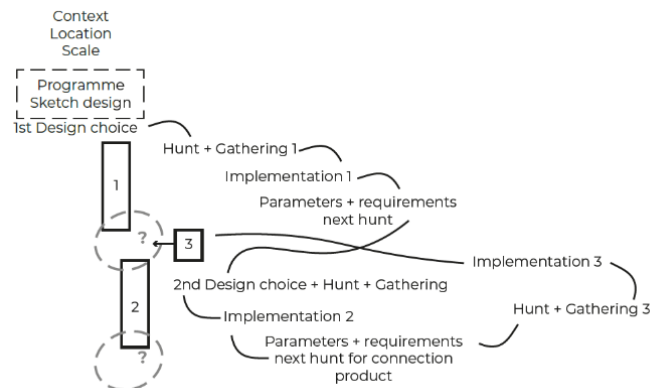 Context
Location
Scale
Programme
Sketch design
1st Design choice
Hunt + Gathering 1
Implementation 1
Parameters + requirements
next hunt
1
?
3
2nd Design choice + Hunt + Gathering
Implementation 2
Parameters + requirements
next hunt for connection
product
Hunt + Gathering 3
Implementation 3
2
?